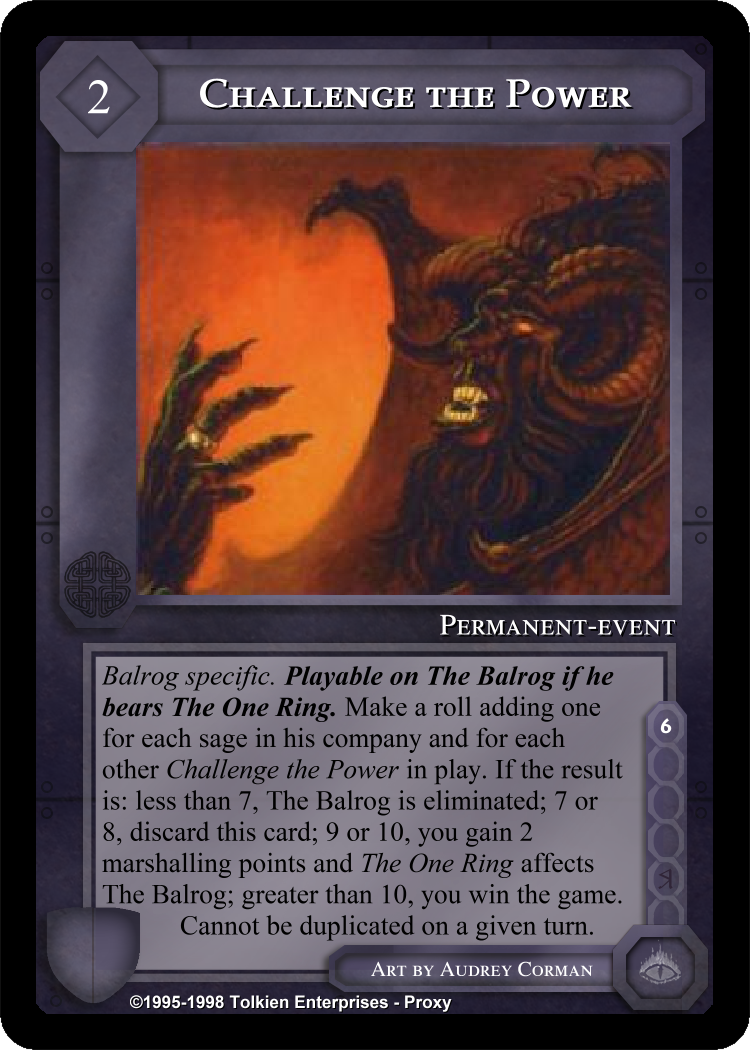 2
Challenge the Power
Permanent-event
Balrog specific. Playable on The Balrog if he
bears The One Ring. Make a roll adding one
for each sage in his company and for each
other Challenge the Power in play. If the result
is: less than 7, The Balrog is eliminated; 7 or
8, discard this card; 9 or 10, you gain 2
marshalling points and The One Ring affects
The Balrog; greater than 10, you win the game.
Cannot be duplicated on a given turn.
6
Art by Audrey Corman
©1995-1998 Tolkien Enterprises - Proxy